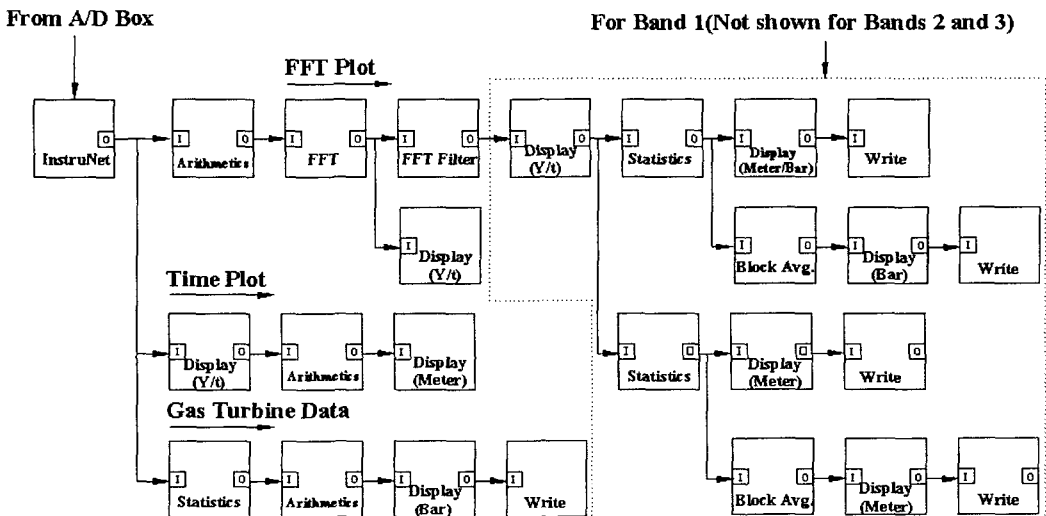 From A/D Box
For Band 1(Not shown for Bands 2 and 3)
FFT Plot
O
InstruNet
I O
Arithmetics
I O
FFT
I O
FFT Filter
I O
Display
(Y/t)
I O
Statistics
I O
Display
(Meter/Bar)
I
Write
I
Display
(Y/t)
I O
Block Avg.
I O
Display
(Bar)
I
Write
Time Plot
I O
Display
(Y/t)
I O
Arithmetics
I
Display
(Meter)
I
Statistics
I
Display
(Meter)
I O
Write
Gas Turbine Data
I O
Statistics
I O
Arithmetics
I O
Display
(Bar)
I
Write
I O
Block Avg.
I O
Display
(Meter)
I
Write